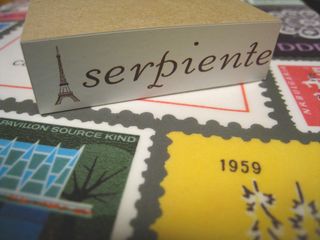 serpiente
PAVILLON SOURCE KIND
1959